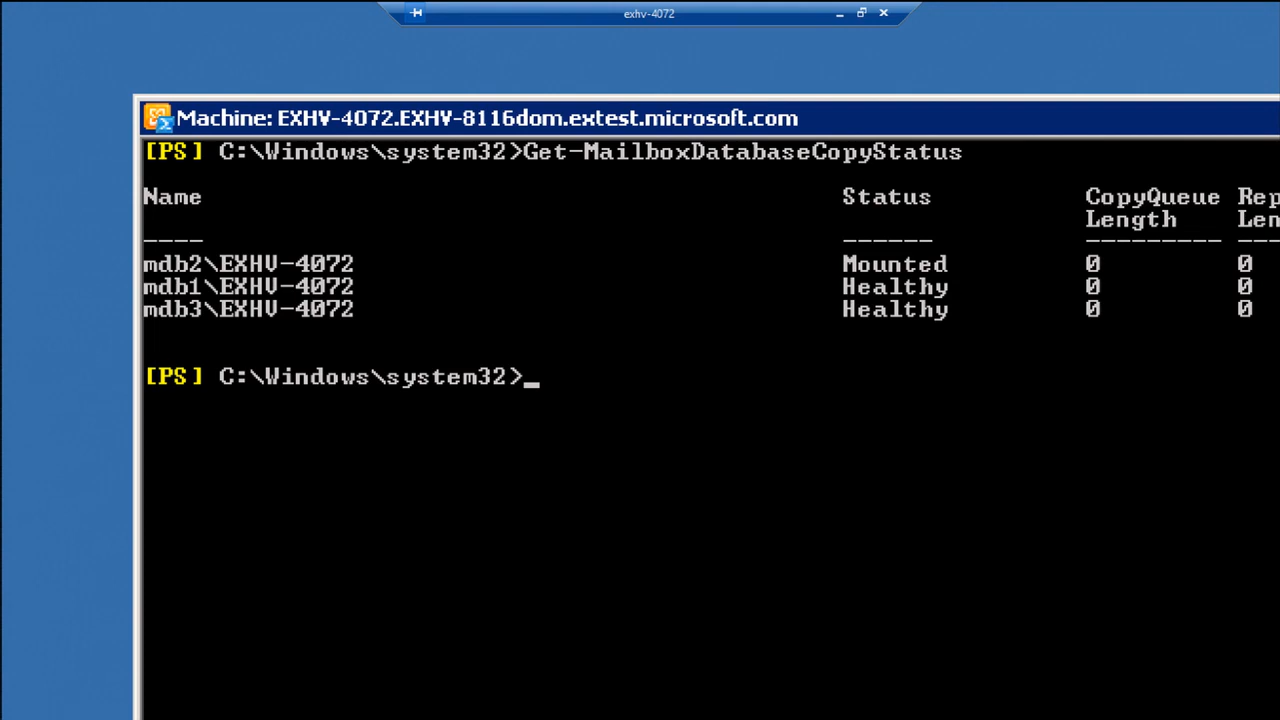 exhv-4072
Machine: EXHV-4072.EXHV-8116dom.extest.microsoft.com
[PS] C:\Windows\system32>Get-MailboxDatabaseCopyStatus
Name Status CopyQueue Rep
Length Len
---- ------ --------- ---
mdb2\EXHV-4072 Mounted 0 0
mdb1\EXHV-4072 Healthy 0 0
mdb3\EXHV-4072 Healthy 0 0
[PS] C:\Windows\system32>_